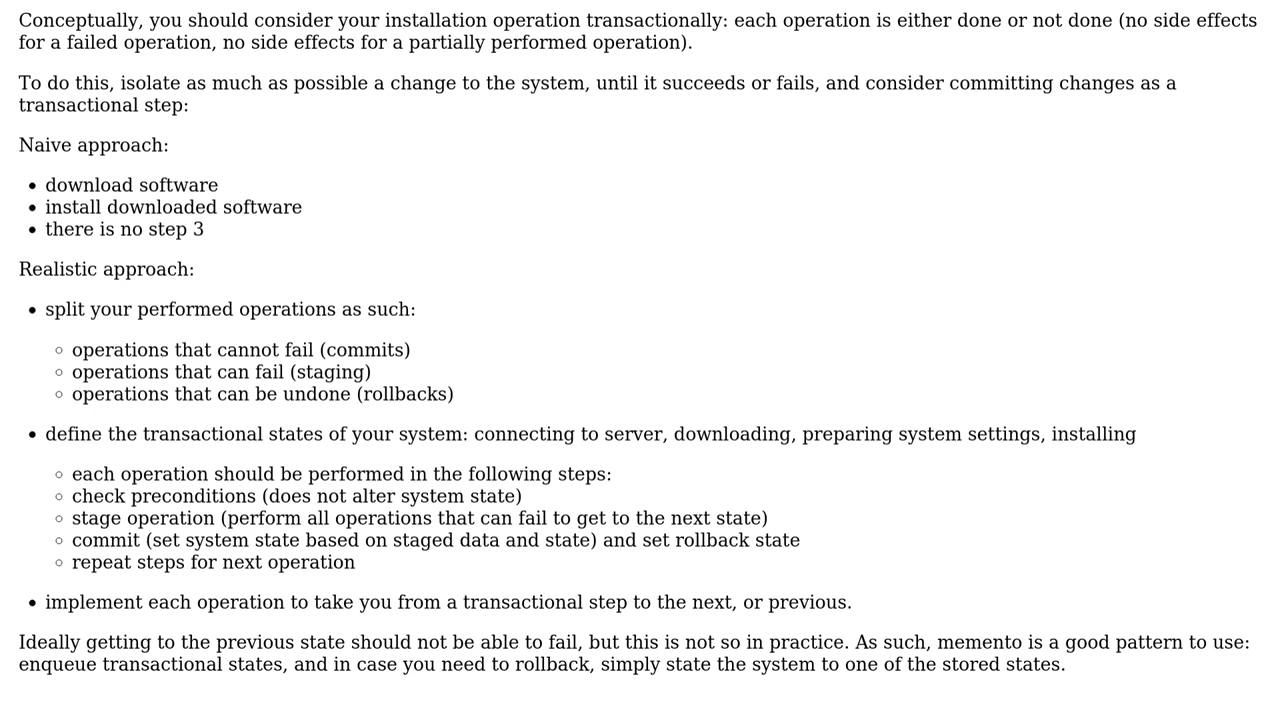 Conceptually, you should consider your installation operation transactionally: each operation is either done or not done (no side effects
for a failed operation, no side effects for a partially performed operation).
To do this, isolate as much as possible a change to the system, until it succeeds or fails, and consider committing changes as a
transactional step:
Naive approach:
• download software
• install downloaded software
• there is no step 3
Realistic approach:
• split your performed operations as such:
◦ operations that cannot fail (commits)
◦ operations that can fail (staging)
◦ operations that can be undone (rollbacks)
• define the transactional states of your system: connecting to server, downloading, preparing system settings, installing
◦ each operation should be performed in the following steps:
◦ check preconditions (does not alter system state)
◦ stage operation (perform all operations that can fail to get to the next state)
◦ commit (set system state based on staged data and state) and set rollback state
◦ repeat steps for next operation
• implement each operation to take you from a transactional step to the next, or previous.
Ideally getting to the previous state should not be able to fail, but this is not so in practice. As such, memento is a good pattern to use:
enqueue transactional states, and in case you need to rollback, simply state the system to one of the stored states.